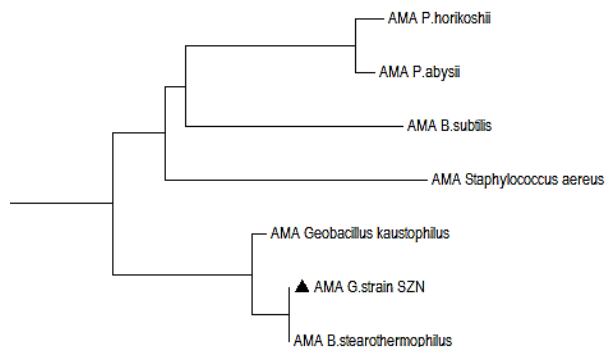 AMA P.horikoshii
AMA P.abysii
AMA B.subtilis
AMA Staphylococcus aereus
AMA Geobacillus kaustophilus
AMA G.strain SZN
AMA B.stearothermophilus